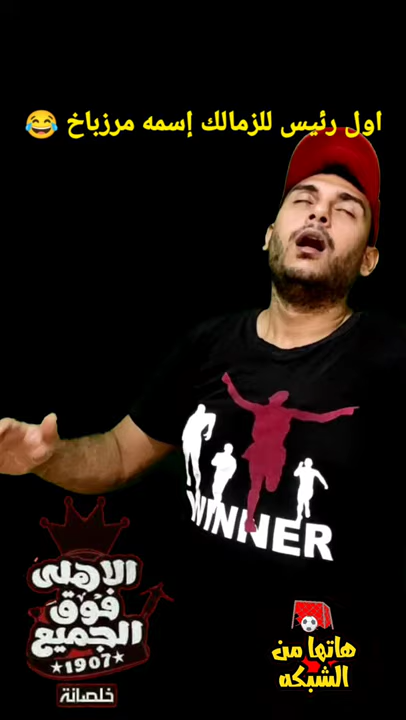 اول رئيس للزمالك إسمه مرزباخ 😂
WINNER
الاهلى
فوق
الجميع
★1907★
خلصانة
هاتها من
الشبكه